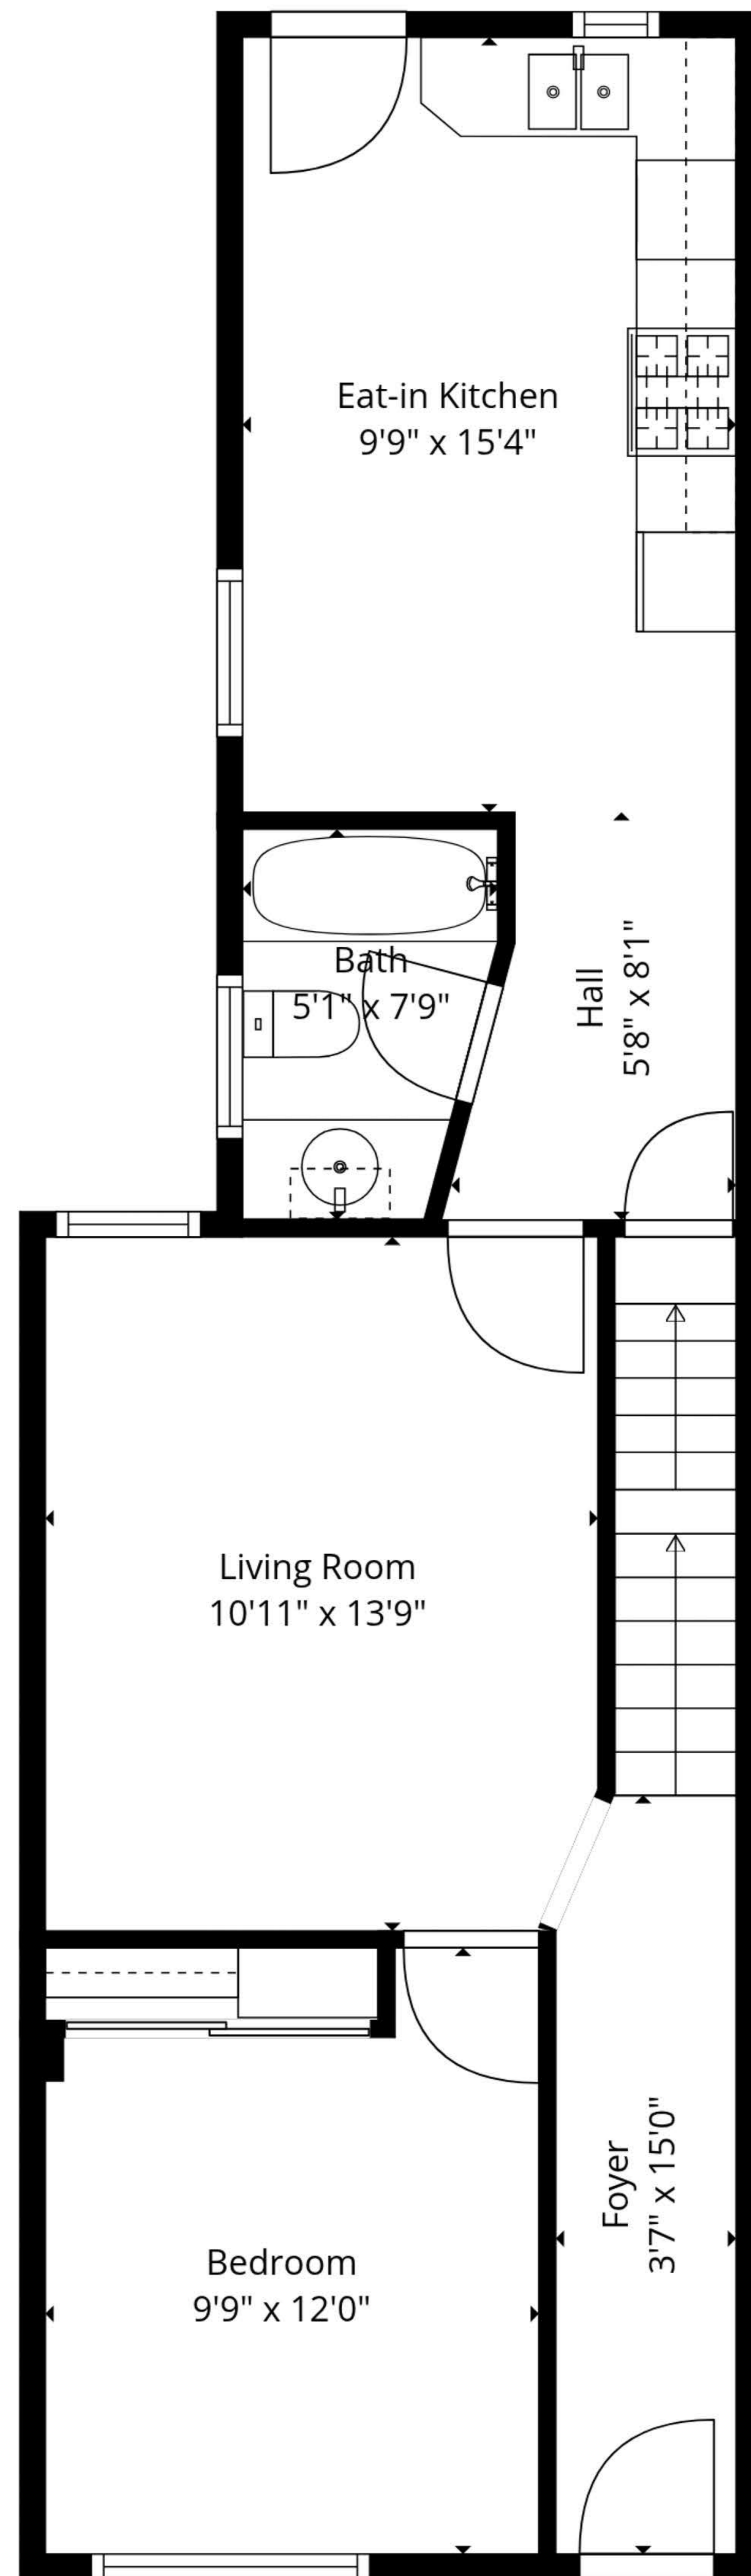 Eat-in Kitchen
9'9" x 15'4"
Bath
5'1" x 7'9"
Hall
5'8" x 8'1"
Living Room
10'11" x 13'9"
Foyer
3'7" x 15'0"
Bedroom
9'9" x 12'0"